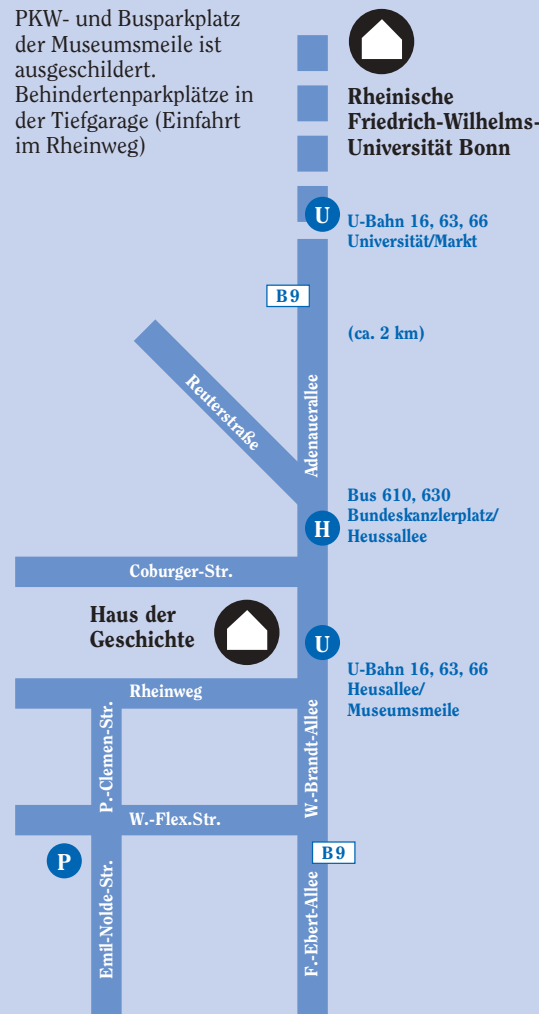 PKW- und Busparkplatz
der Museumsmeile ist
ausgeschildert.
Behindertenparkplätze in
der Tiefgarage (Einfahrt
im Rheinweg)
Rheinische
Friedrich-Wilhelms-
Universität Bonn
U
U-Bahn 16, 63, 66
Universität/Markt
B9
(ca. 2 km)
Reuterstraße
Adenauerallee
Bus 610, 630
Bundeskanzlerplatz/
Heussallee
H
Coburger-Str.
Haus der
Geschichte
U
U-Bahn 16, 63, 66
Heusallee/
Museumsmeile
Rheinweg
P.-Clemen-Str.
W.-Brandt-Allee
W.-Flex.Str.
P
B9
Emil-Nolde-Str.
F.-Ebert-Allee